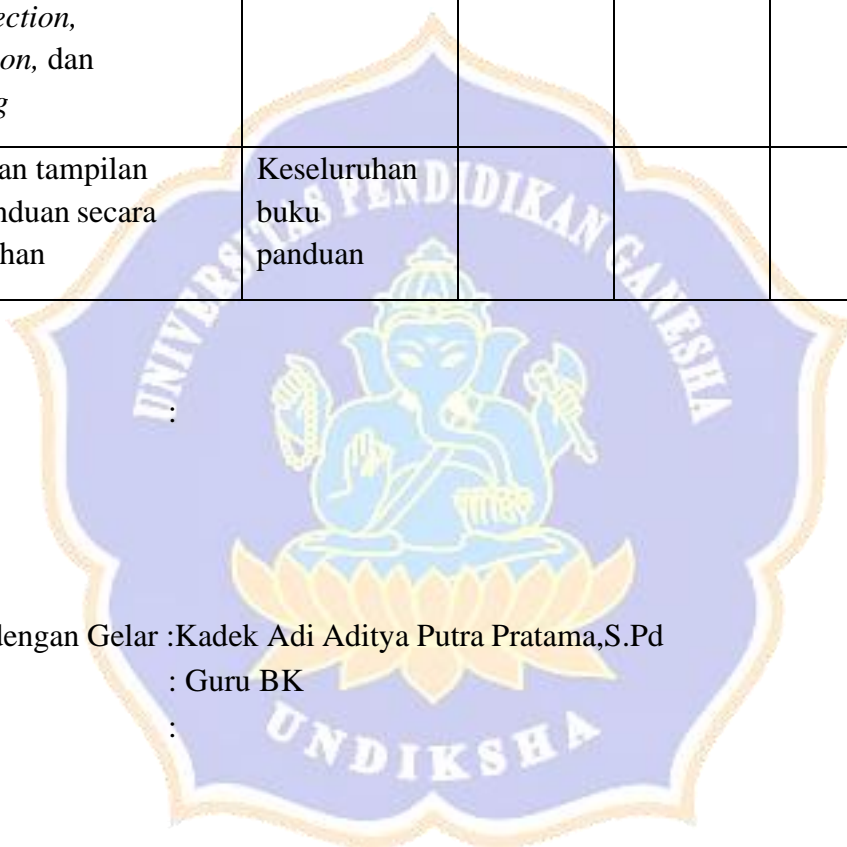 ection,
on, dan
g
an tampilan
nduan secara
han
Keseluruhan
buku
panduan
UNIVERSITAS PENDIDIKAN GANESHA
:
dengan Gelar :Kadek Adi Aditya Putra Pratama,S.Pd
: Guru BK
:
UNDIKSHA